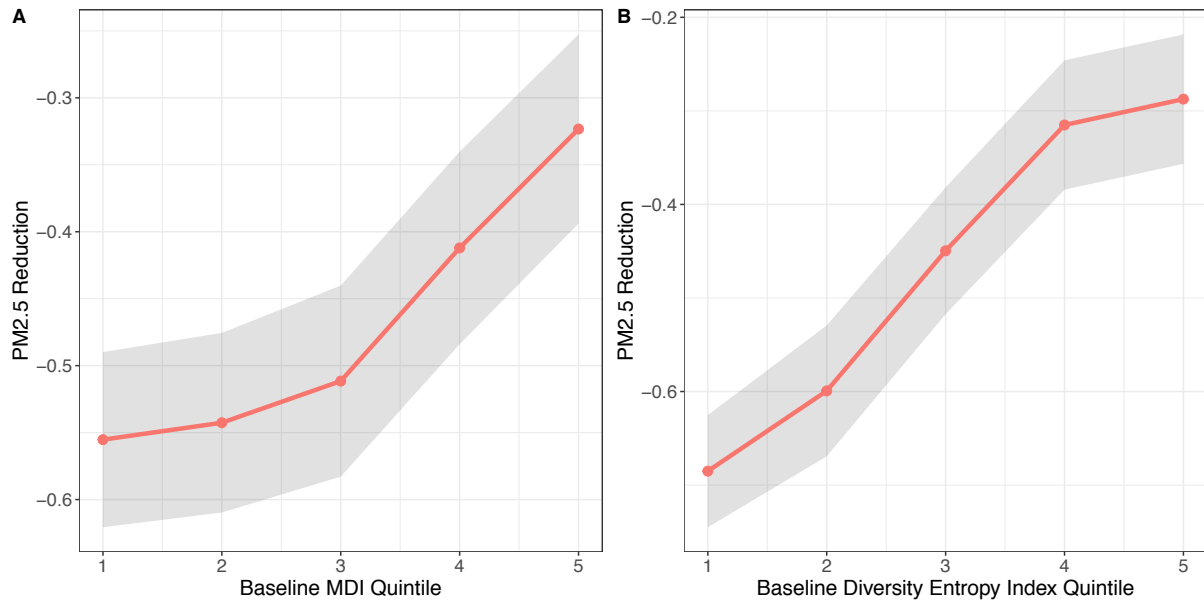 A
PM2.5 Reduction
−0.3
−0.4
−0.5
−0.6
1 2 3 4 5
Baseline MDI Quintile
B
PM2.5 Reduction
−0.2
−0.4
−0.6
1 2 3 4 5
Baseline Diversity Entropy Index Quintile